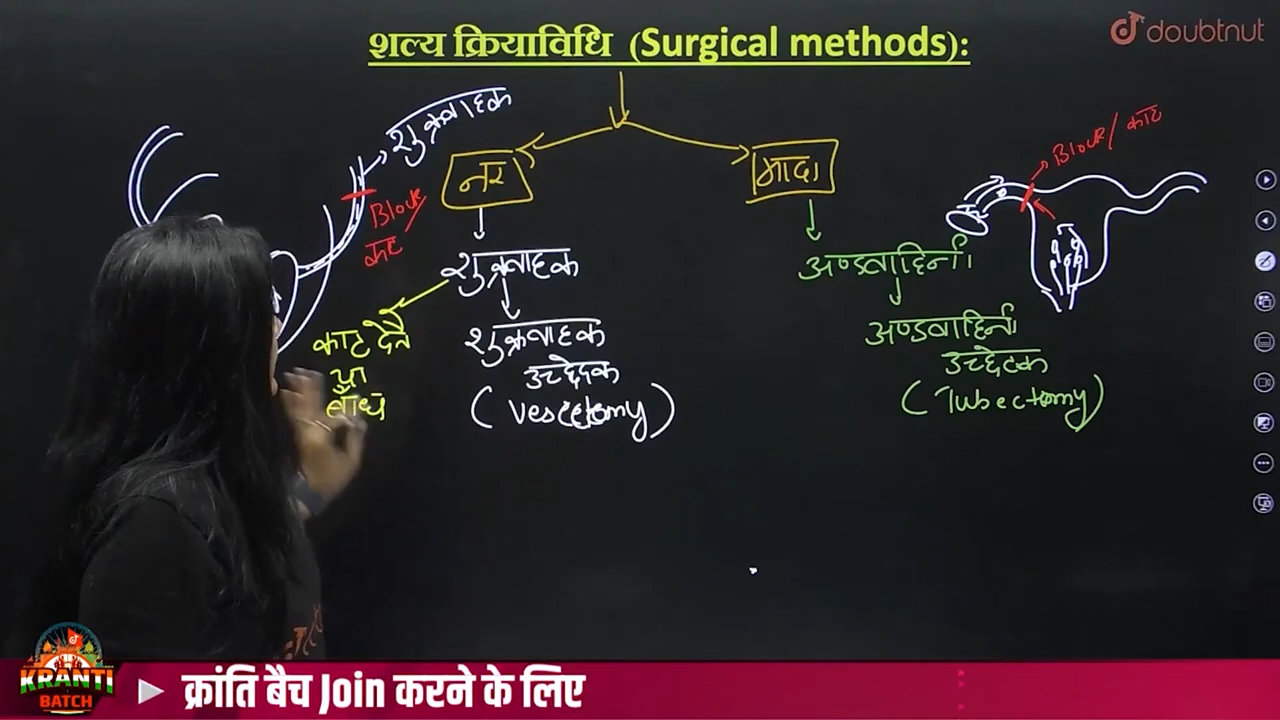 शल्य क्रियाविधि (Surgical methods):
doubtnut
शुक्रवाहक
Block/
काट
नर
मादा
Block/काट
शुक्रवाहक
अण्डवाहिनी
काट देते
या
बाँध
शुक्रवाहक
उच्छेदक
(Vesectomy)
अण्डवाहिनी
उच्छेदक
(Tubectomy)
KRANTI
BATCH
क्रांति बैच Join करने के लिए